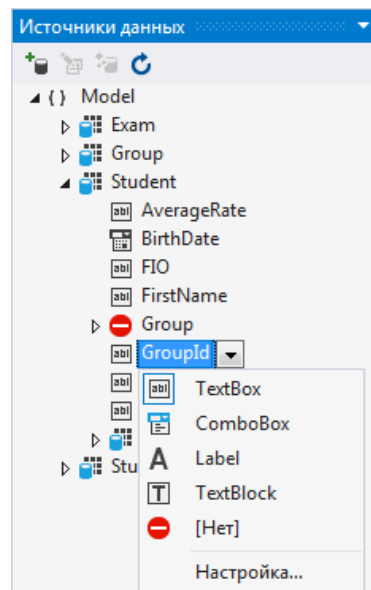 Источники данных
{ } Model
Exam
Group
Student
AverageRate
BirthDate
FIO
FirstName
Group
GroupId
TextBox
ComboBox
Label
TextBlock
Stu
[Нет]
Настройка...